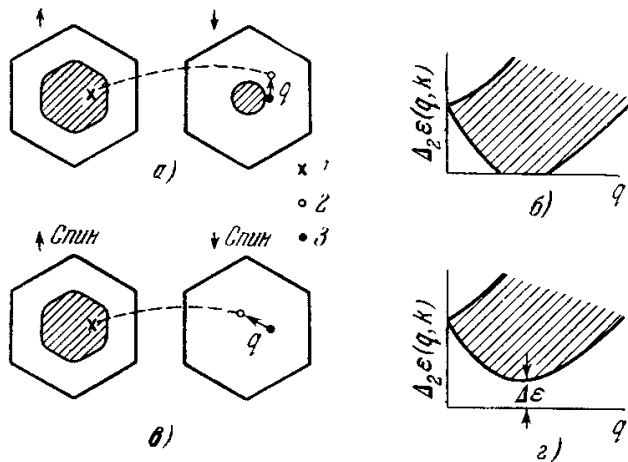 q
а)
× 1
○ 2
● 3
Δ₂ε(q,k)
q
б)
Спин
Спин
q
в)
Δ₂ε(q,k)
Δε
q
г)